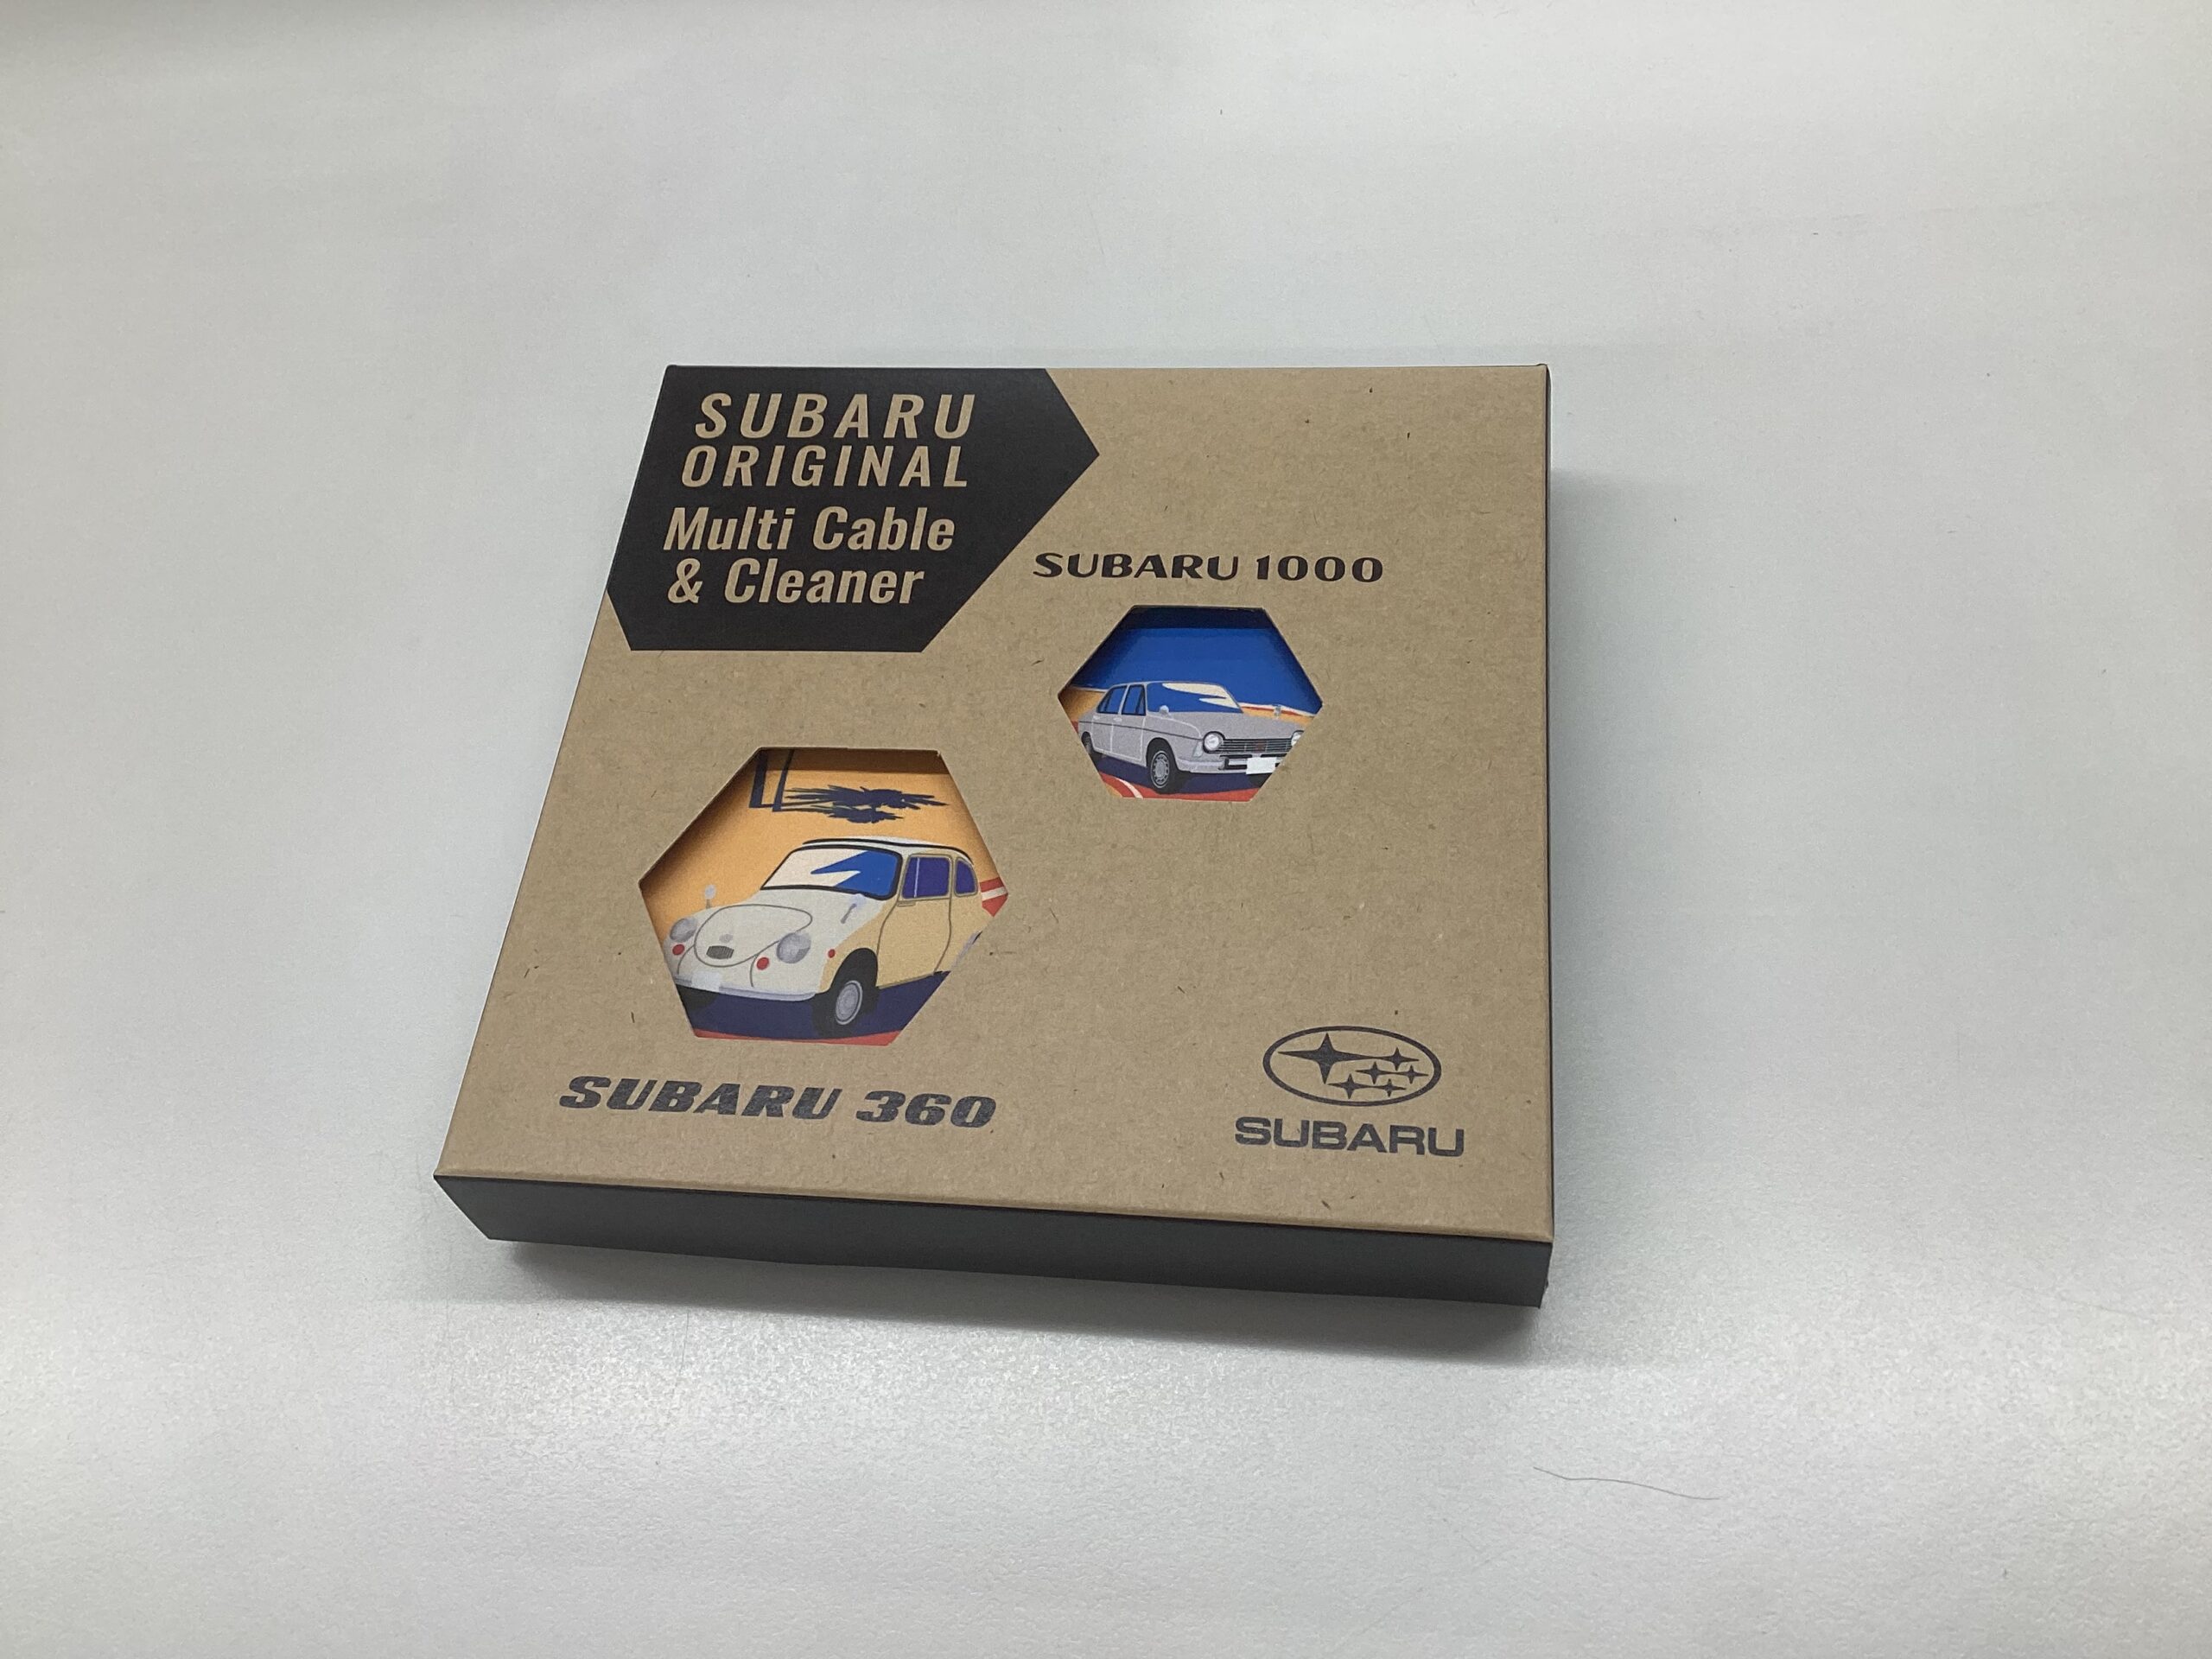 SUBARU
ORIGINAL
Multi Cable
& Cleaner
SUBARU 1000
SUBARU 360
SUBARU